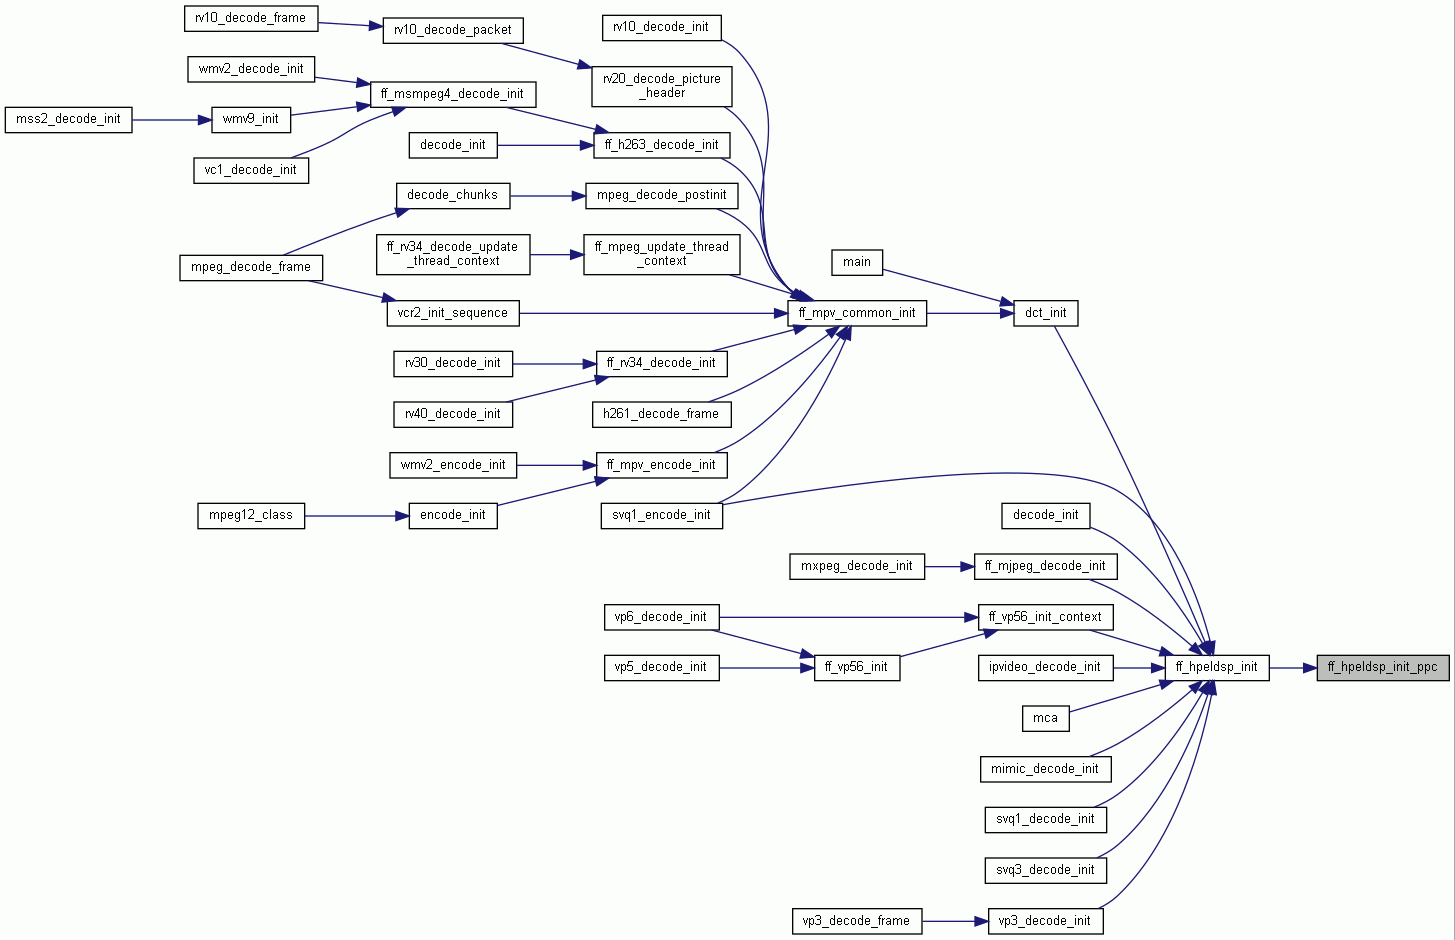 rv10_decode_frame
rv10_decode_packet
rv10_decode_init
wmv2_decode_init
rv20_decode_picture
_header
ff_msmpeg4_decode_init
mss2_decode_init
wmv9_init
decode_init
ff_h263_decode_init
vc1_decode_init
decode_chunks
mpeg_decode_postinit
ff_rv34_decode_update
_thread_context
ff_mpeg_update_thread
_context
mpeg_decode_frame
main
vcr2_init_sequence
ff_mpv_common_init
dct_init
rv30_decode_init
ff_rv34_decode_init
rv40_decode_init
h261_decode_frame
wmv2_encode_init
ff_mpv_encode_init
mpeg12_class
encode_init
svq1_encode_init
decode_init
mxpeg_decode_init
ff_mjpeg_decode_init
vp6_decode_init
ff_vp56_init_context
vp5_decode_init
ff_vp56_init
ipvideo_decode_init
ff_hpeldsp_init
ff_hpeldsp_init_ppc
mca
mimic_decode_init
svq1_decode_init
svq3_decode_init
vp3_decode_frame
vp3_decode_init